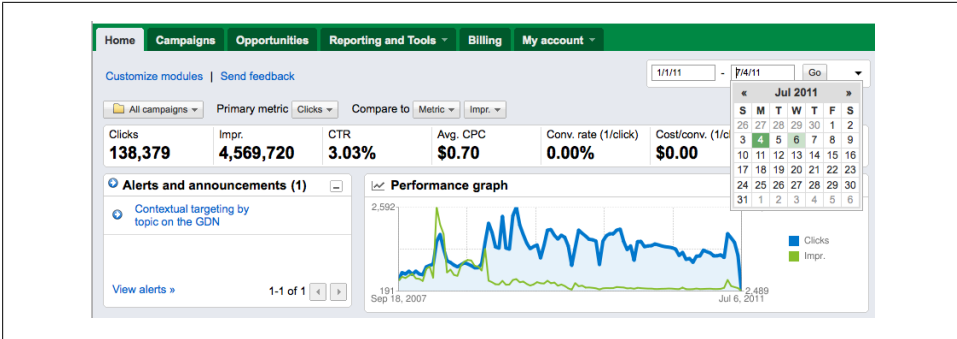 Home Campaigns Opportunities Reporting and Tools Billing My account
Customize modules | Send feedback
1/1/11 - 7/4/11 Go
All campaigns Primary metric Clicks Compare to Metric Impr.
« Jul 2011 »
S M T W T F S
26 27 28 29 30 1 2
3 4 5 6 7 8 9
10 11 12 13 14 15 16
17 18 19 20 21 22 23
24 25 26 27 28 29 30
31 1 2 3 4 5 6
Clicks Impr. CTR Avg. CPC Conv. rate (1/click) Cost/conv. (1/cl
138,379 4,569,720 3.03% $0.70 0.00% $0.00
Alerts and announcements (1)
Contextual targeting by
topic on the GDN
View alerts » 1-1 of 1
Performance graph
2,592
Clicks
Impr.
191 2,489
Sep 18, 2007 Jul 6, 2011